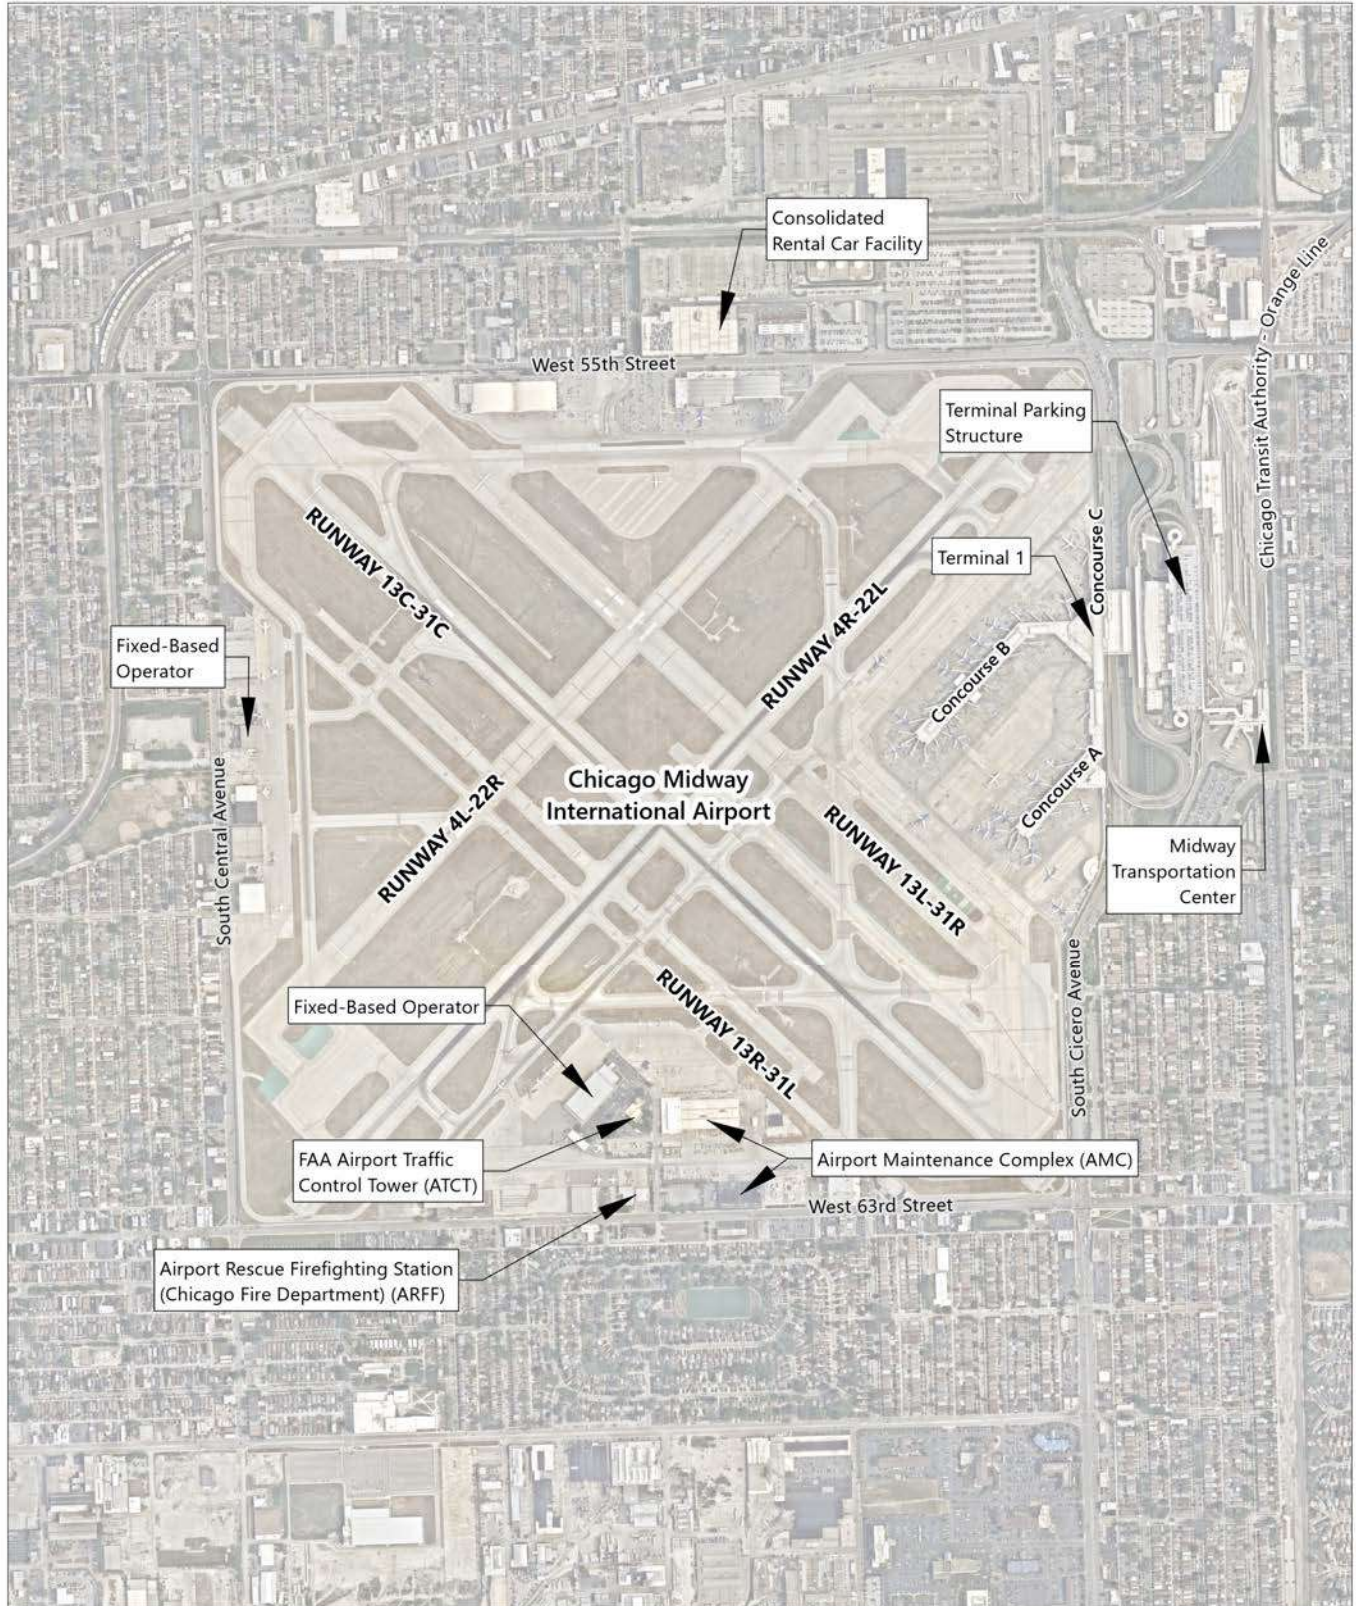 Consolidated
Rental Car Facility
Chicago Transit Authority - Orange Line
West 55th Street
Terminal Parking
Structure
RUNWAY 13C-31C
Concourse C
Terminal 1
RUNWAY 4R-22L
Fixed-Based
Operator
Concourse B
Chicago Midway
International Airport
Concourse A
RUNWAY 4L-22R
RUNWAY 13L-31R
Midway
Transportation
Center
South Central Avenue
Fixed-Based Operator
RUNWAY 13R-31L
South Cicero Avenue
FAA Airport Traffic
Control Tower (ATCT)
Airport Maintenance Complex (AMC)
West 63rd Street
Airport Rescue Firefighting Station
(Chicago Fire Department) (ARFF)